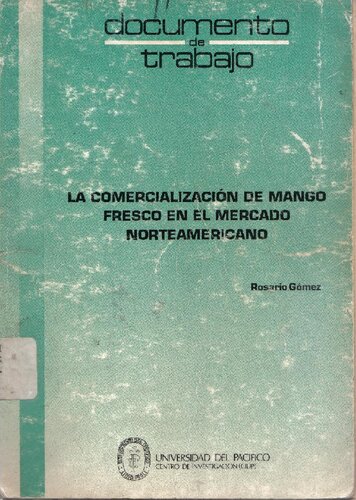 documento
de
trabajo
LA COMERCIALIZACIÓN DE MANGO
FRESCO EN EL MERCADO
NORTEAMERICANO
Rosario Gómez
UNIVERSIDAD DEL PACIFICO
CENTRO DE INVESTIGACION (CIUP)